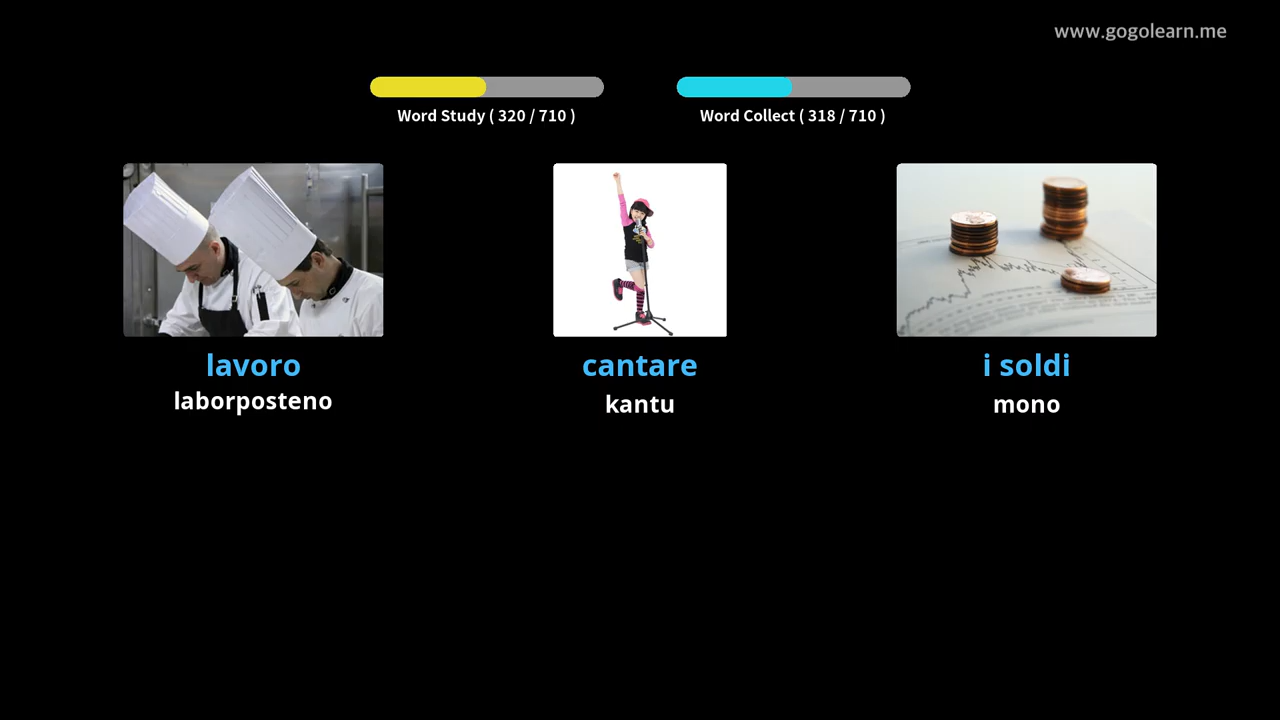 www.gogolearn.me
Word Study ( 320 / 710 )
Word Collect ( 318 / 710 )
lavoro
laborposteno
cantare
kantu
i soldi
mono